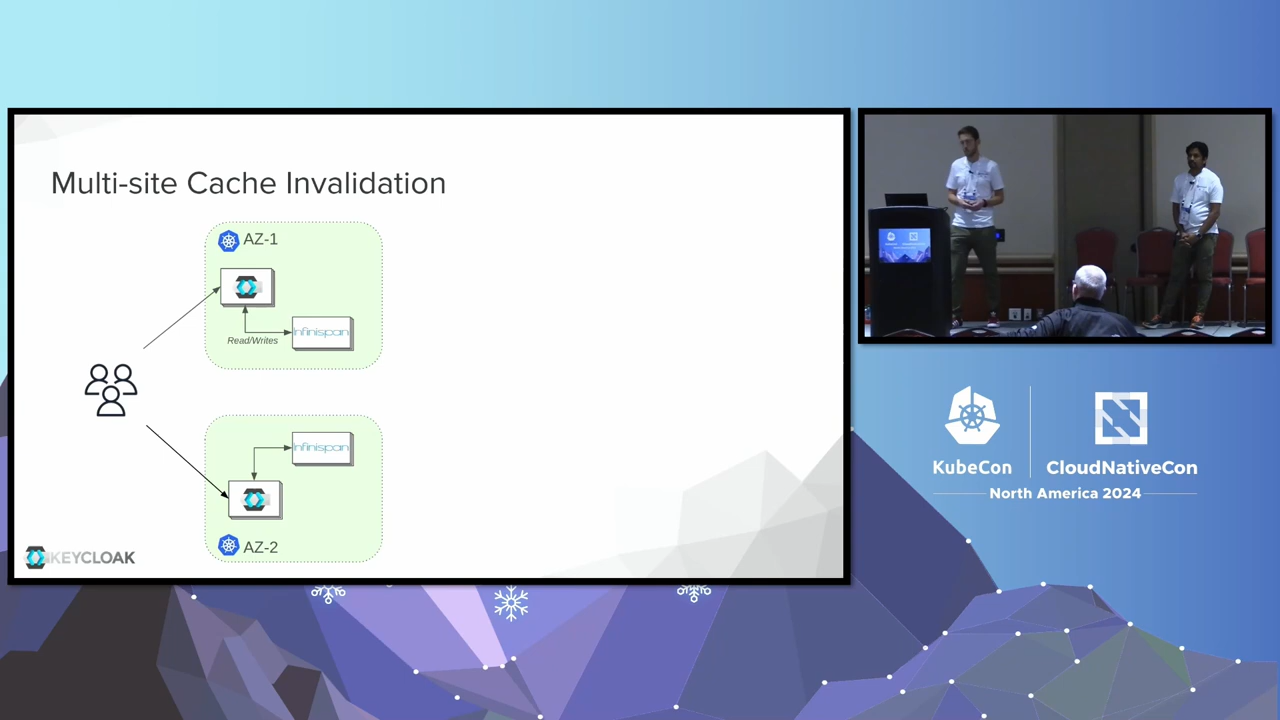 Multi-site Cache Invalidation
AZ-1
Infinispan
Read/Writes
Infinispan
AZ-2
KEYCLOAK
KubeCon
CloudNativeCon
North America 2024